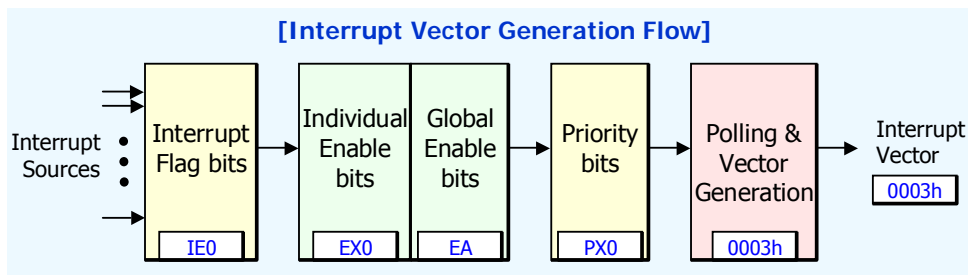 [Interrupt Vector Generation Flow]
Interrupt
Sources
Interrupt
Flag bits
IE0
Individual
Enable
bits
EX0
Global
Enable
bits
EA
Priority
bits
PX0
Polling &
Vector
Generation
0003h
Interrupt
Vector
0003h